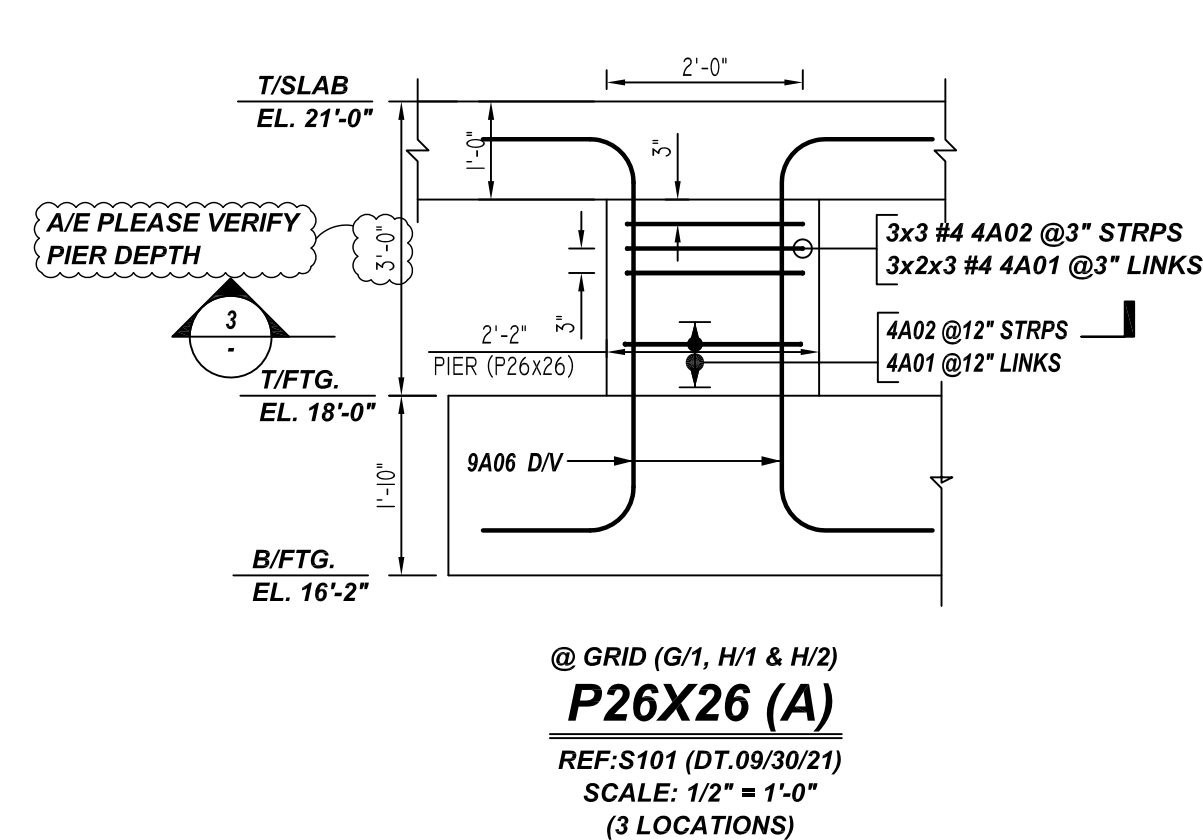 2'-0"
T/SLAB
EL. 21'-0"
1'-0"
3"
A/E PLEASE VERIFY
PIER DEPTH
3'-0"
3x3 #4 4A02 @3" STRPS
3x2x3 #4 4A01 @3" LINKS
3
-
2'-2"
PIER (P26x26)
3"
4A02 @12" STRPS
4A01 @12" LINKS
T/FTG.
EL. 18'-0"
9A06 D/V
1'-10"
B/FTG.
EL. 16'-2"
@ GRID (G/1, H/1 & H/2)
P26X26 (A)
REF:S101 (DT.09/30/21)
SCALE: 1/2" = 1'-0"
(3 LOCATIONS)